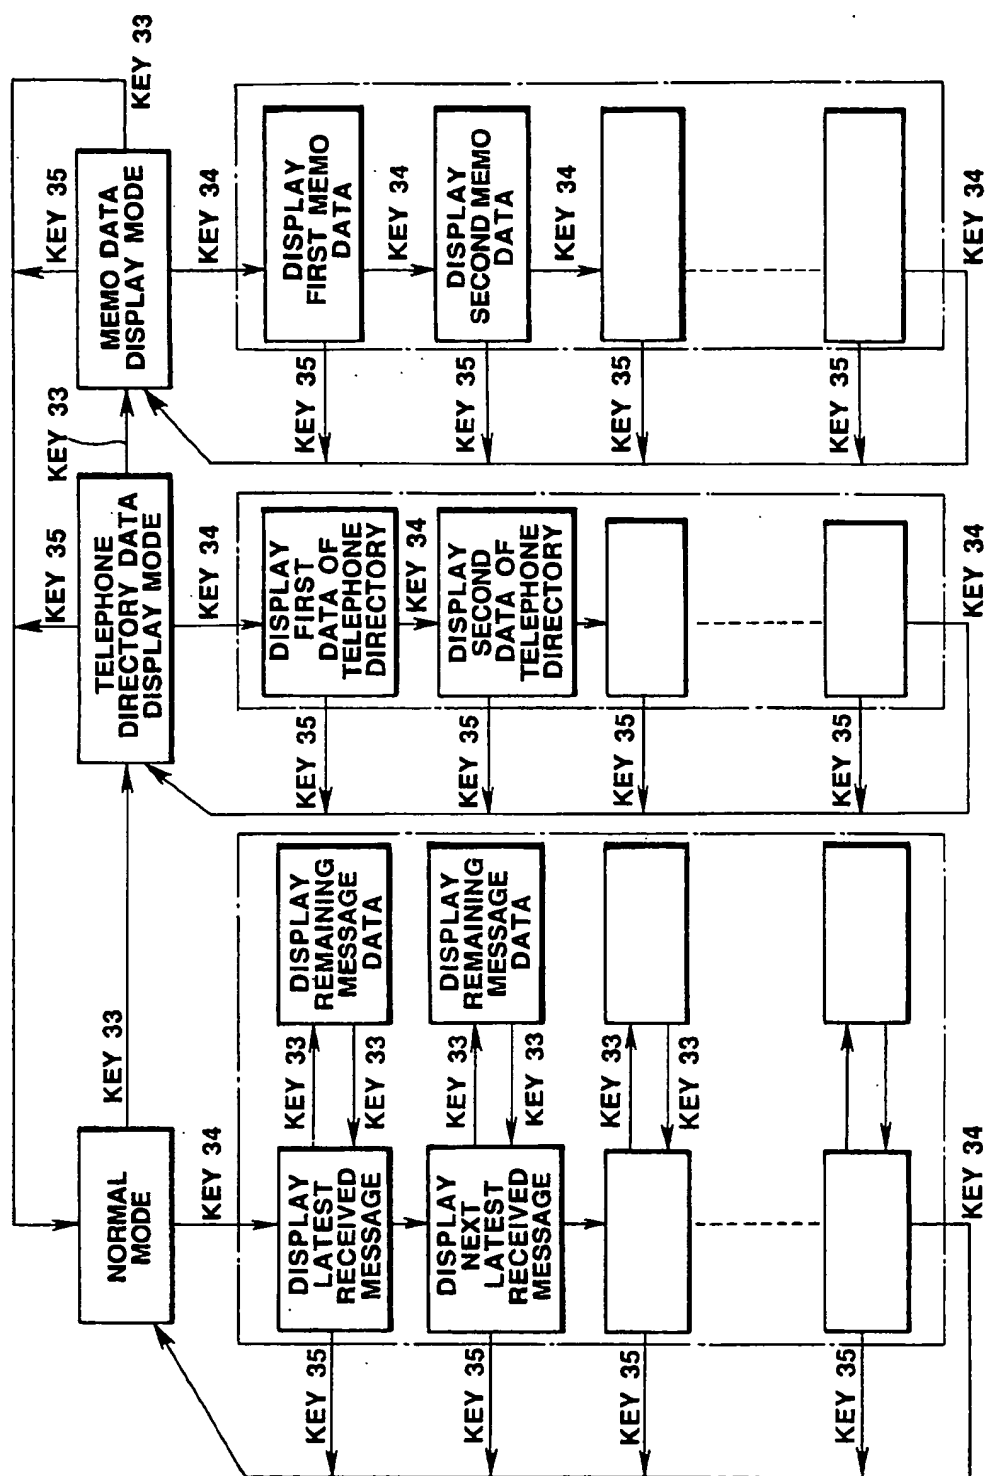 KEY 35
KEY 33
KEY 35
NORMAL
MODE
KEY 33
TELEPHONE
DIRECTORY DATA
DISPLAY MODE
MEMO DATA
DISPLAY MODE
KEY 33
KEY 34
KEY 34
KEY 34
KEY 35
DISPLAY
LATEST
RECEIVED
MESSAGE
KEY 33
KEY 33
DISPLAY
REMAINING
MESSAGE
DATA
KEY 35
DISPLAY
FIRST
DATA OF
TELEPHONE
DIRECTORY
KEY 35
DISPLAY
FIRST MEMO
DATA
KEY 34
KEY 34
KEY 35
DISPLAY
NEXT
LATEST
RECEIVED
MESSAGE
KEY 33
KEY 33
DISPLAY
REMAINING
MESSAGE
DATA
KEY 35
DISPLAY
SECOND
DATA OF
TELEPHONE
DIRECTORY
KEY 35
DISPLAY
SECOND MEMO
DATA
KEY 34
KEY 35
KEY 33
KEY 33
KEY 35
KEY 35
KEY 35
KEY 35
KEY 35
KEY 34
KEY 34
KEY 34